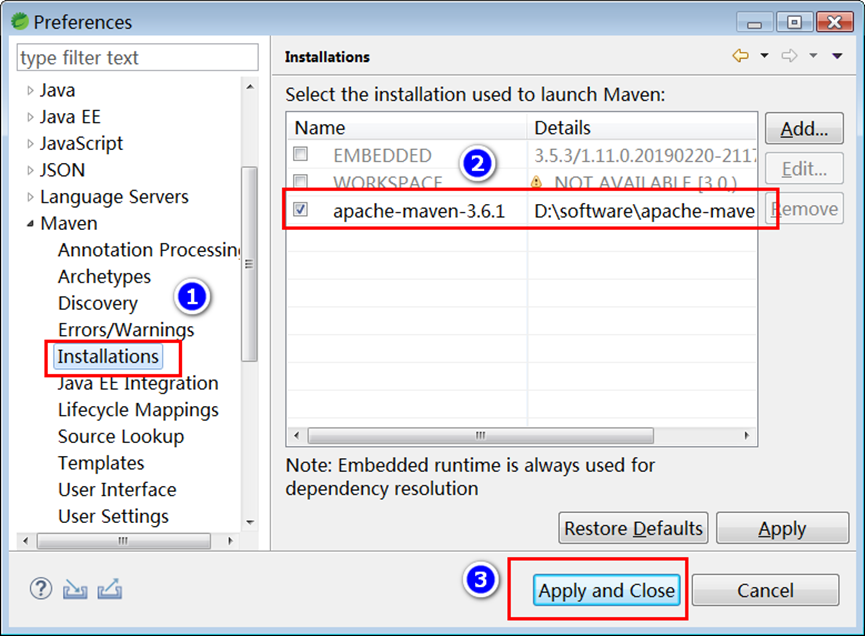 Preferences
type filter text
Java
Java EE
JavaScript
JSON
Language Servers
Maven
Annotation Processing
Archetypes
Discovery
1
Errors/Warnings
Installations
Java EE Integration
Lifecycle Mappings
Source Lookup
Templates
User Interface
User Settings
Installations
Select the installation used to launch Maven:
Name Details
EMBEDDED 3.5.3/1.11.0.20190220-2117
2
WORKSPACE NOT AVAILABLE [3.0,)
apache-maven-3.6.1 D:\software\apache-mave
Add...
Edit...
Remove
Note: Embedded runtime is always used for
dependency resolution
Restore Defaults Apply
3
Apply and Close Cancel